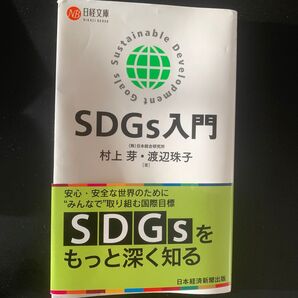 NB 日経文庫
NIKKEI BUNKO
Sustainable Development Goals
SDGs入門
(株)日本総合研究所
村上 芽・渡辺珠子
[著]
安心・安全な世界のために
“みんなで”取り組む国際目標
SDGsを
もっと深く知る
日本経済新聞出版